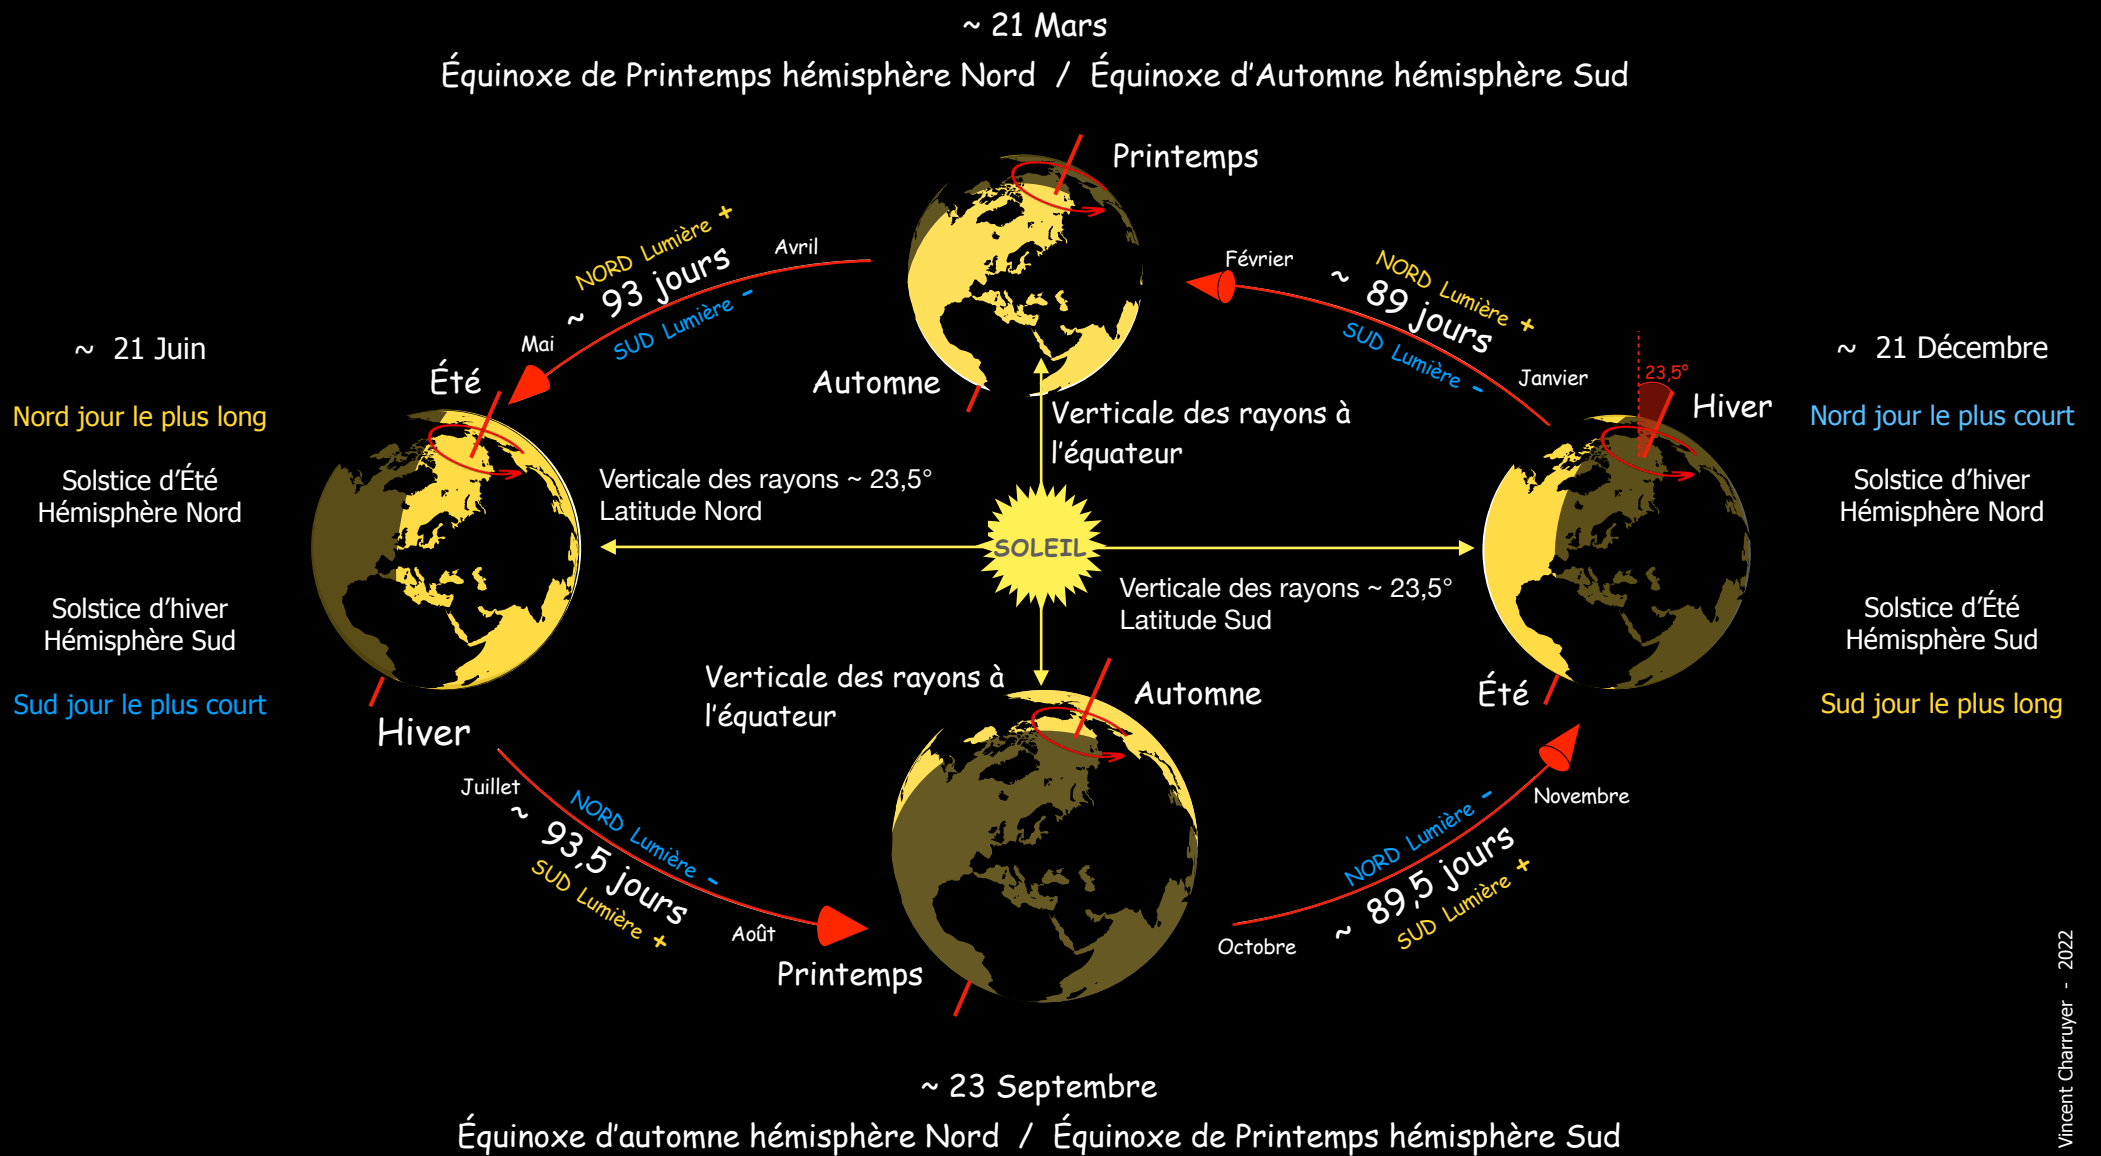 ~ 21 Mars
Équinoxe de Printemps hémisphère Nord / Équinoxe d'Automne hémisphère Sud
Printemps
Automne
NORD Lumière +
~ 93 jours
SUD Lumière -
Avril
Mai
Février
NORD Lumière +
~ 89 jours
SUD Lumière -
Janvier
~ 21 Juin
Nord jour le plus long
Solstice d'Été
Hémisphère Nord
Solstice d'hiver
Hémisphère Sud
Sud jour le plus court
Été
Hiver
Verticale des rayons à
l'équateur
Verticale des rayons ~ 23,5°
Latitude Nord
SOLEIL
Verticale des rayons ~ 23,5°
Latitude Sud
Verticale des rayons à
l'équateur
23,5°
Hiver
Été
~ 21 Décembre
Nord jour le plus court
Solstice d'hiver
Hémisphère Nord
Solstice d'Été
Hémisphère Sud
Sud jour le plus long
Juillet
NORD Lumière -
~ 93,5 jours
SUD Lumière +
Août
Automne
Printemps
Octobre
NORD Lumière -
~ 89,5 jours
SUD Lumière +
Novembre
~ 23 Septembre
Équinoxe d'automne hémisphère Nord / Équinoxe de Printemps hémisphère Sud
Vincent Charruyer - 2022